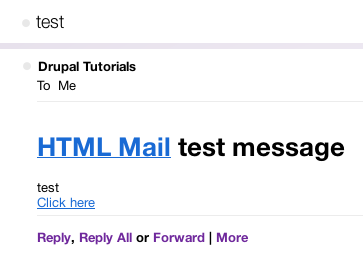 test
Drupal Tutorials
To Me
HTML Mail test message
test
Click here
Reply, Reply All or Forward | More